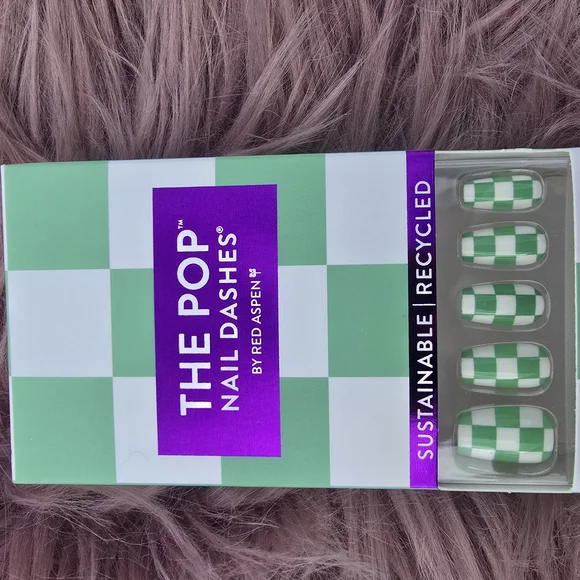 THE POP™
NAIL DASHES®
BY RED ASPEN
SUSTAINABLE | RECYCLED